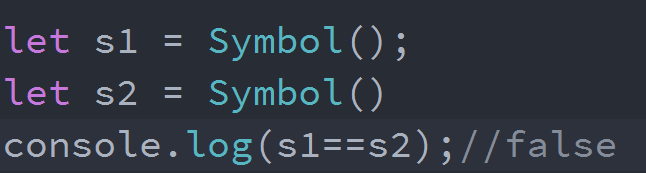 let s1 = Symbol();
let s2 = Symbol()
console.log(s1==s2);//false